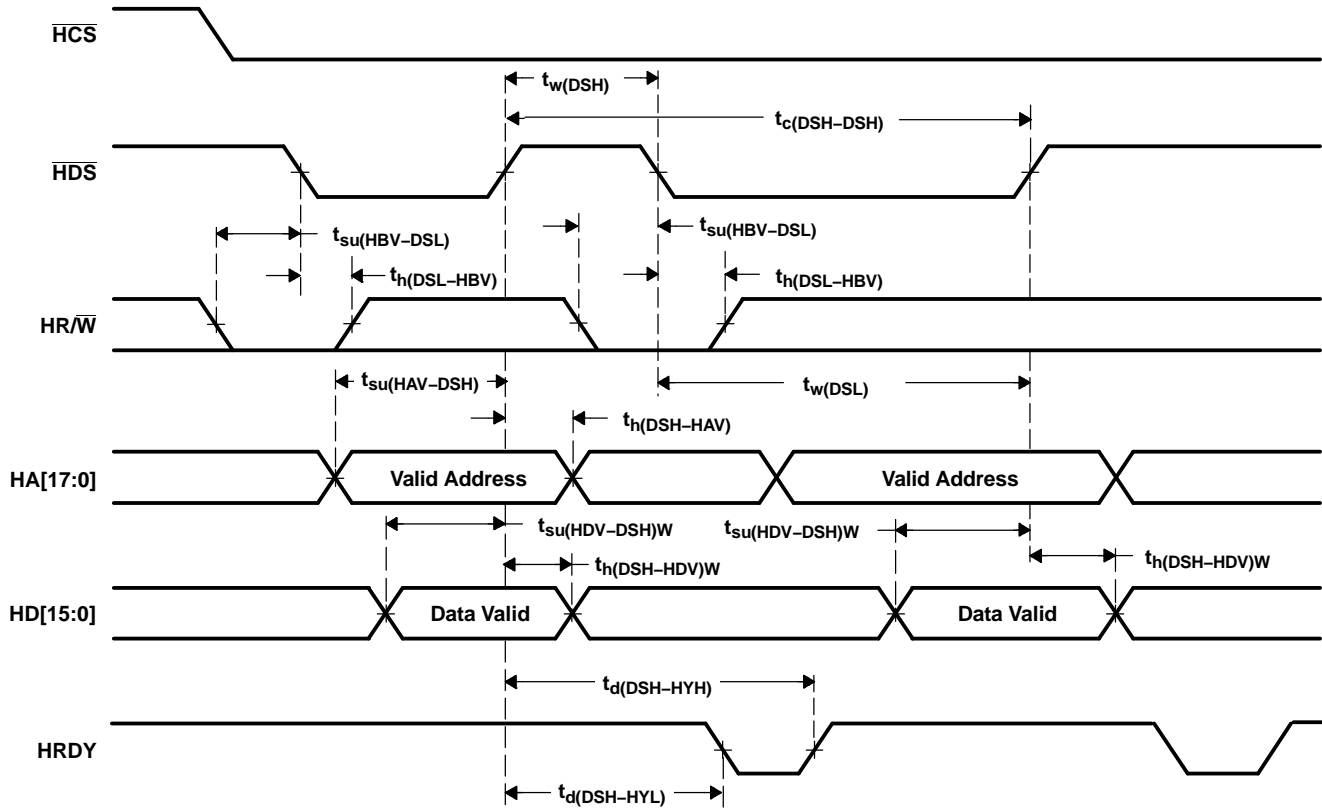 H̅C̅S̅
tw(DSH)
tc(DSH–DSH)
H̅D̅S̅
tsu(HBV–DSL)
tsu(HBV–DSL)
th(DSL–HBV)
th(DSL–HBV)
HR/W̅
tsu(HAV–DSH)
tw(DSL)
th(DSH–HAV)
HA[17:0]
Valid Address
Valid Address
tsu(HDV–DSH)W
tsu(HDV–DSH)W
th(DSH–HDV)W
th(DSH–HDV)W
HD[15:0]
Data Valid
Data Valid
td(DSH–HYH)
HRDY
td(DSH–HYL)